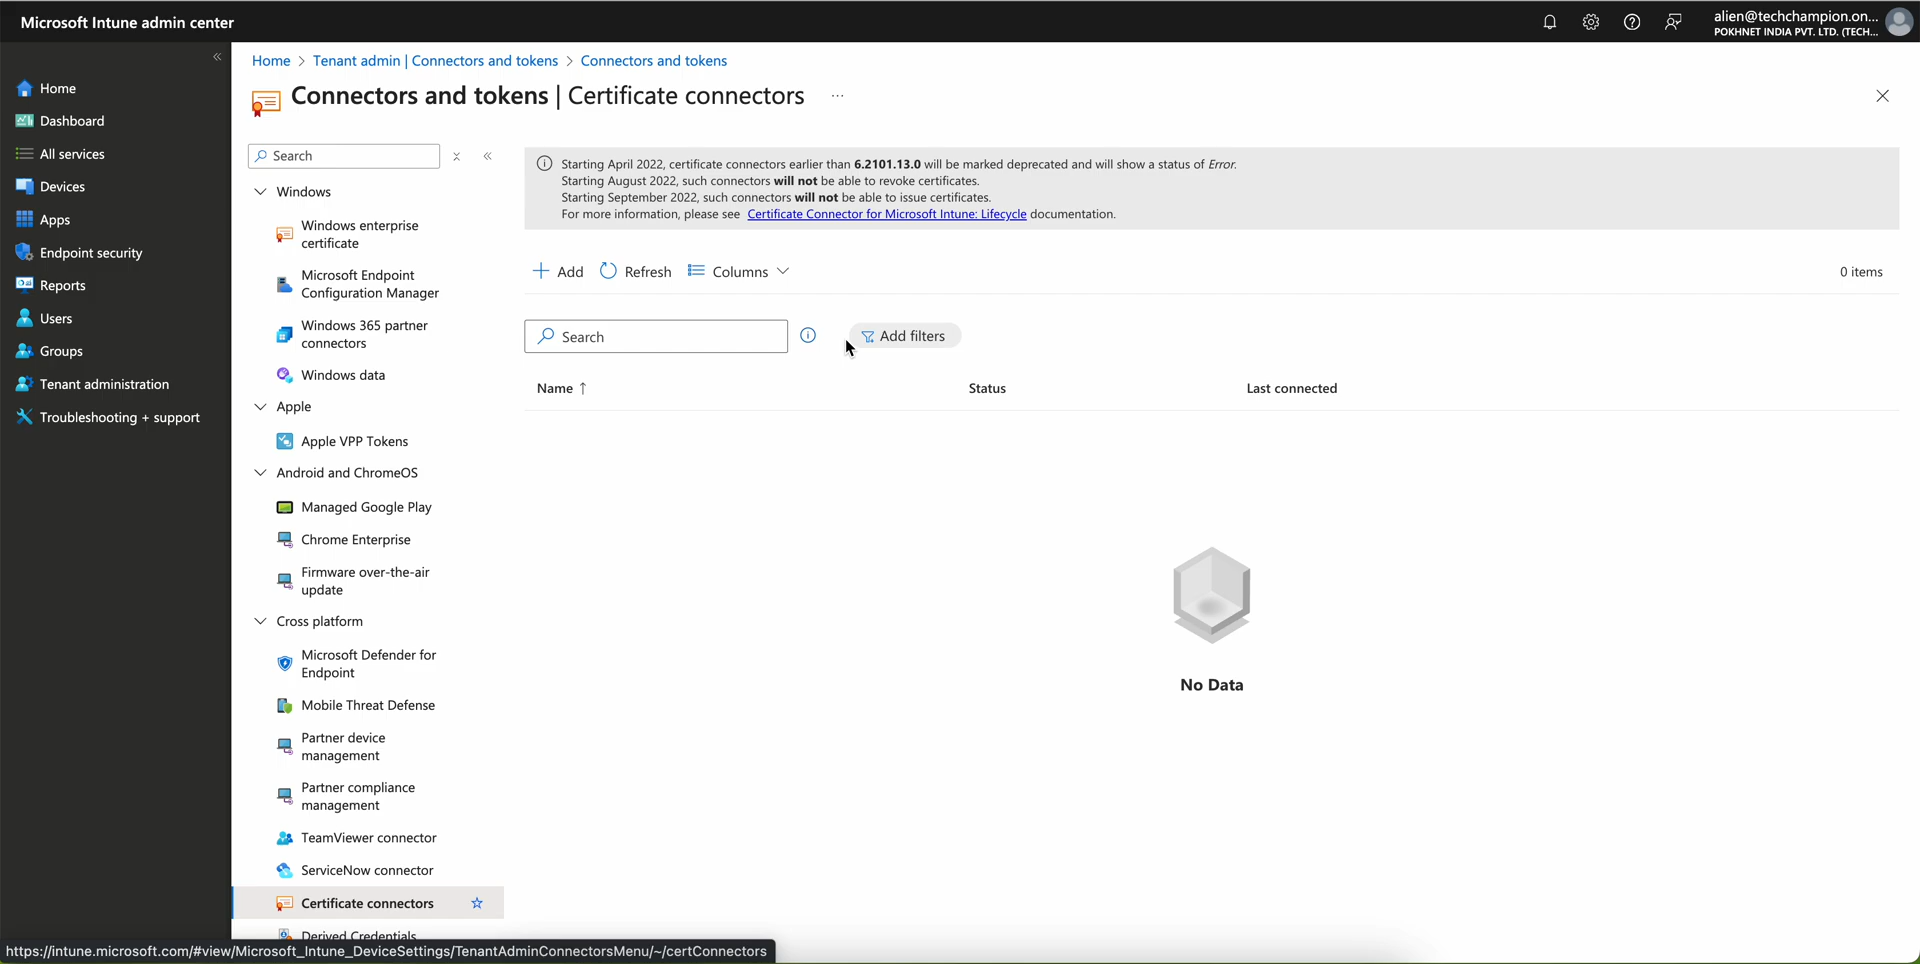 Microsoft Intune admin center
alien@techchampion.on...
POKHNET INDIA PVT. LTD. (TECH...
Home
Dashboard
All services
Devices
Apps
Endpoint security
Reports
Users
Groups
Tenant administration
Troubleshooting + support
Home > Tenant admin | Connectors and tokens > Connectors and tokens
Connectors and tokens | Certificate connectors ...
Search
Windows
Windows enterprise
certificate
Microsoft Endpoint
Configuration Manager
Windows 365 partner
connectors
Windows data
Apple
Apple VPP Tokens
Android and ChromeOS
Managed Google Play
Chrome Enterprise
Firmware over-the-air
update
Cross platform
Microsoft Defender for
Endpoint
Mobile Threat Defense
Partner device
management
Partner compliance
management
TeamViewer connector
ServiceNow connector
Certificate connectors
Derived Credentials
Starting April 2022, certificate connectors earlier than 6.2101.13.0 will be marked deprecated and will show a status of Error.
Starting August 2022, such connectors will not be able to revoke certificates.
Starting September 2022, such connectors will not be able to issue certificates.
For more information, please see Certificate Connector for Microsoft Intune: Lifecycle documentation.
Add Refresh Columns 0 items
Search Add filters
Name ↑ Status Last connected
No Data
https://intune.microsoft.com/#view/Microsoft_Intune_DeviceSettings/TenantAdminConnectorsMenu/~/certConnectors